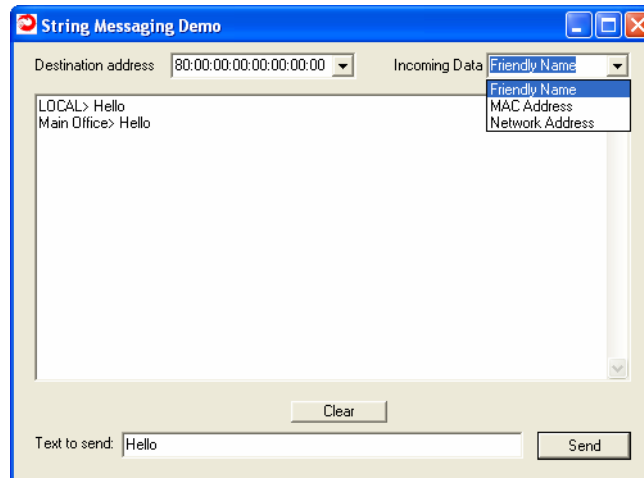 String Messaging Demo
Destination address 80:00:00:00:00:00:00:00 Incoming Data Friendly Name
Friendly Name
MAC Address
Network Address
LOCAL> Hello
Main Office> Hello
Clear
Text to send: Hello Send